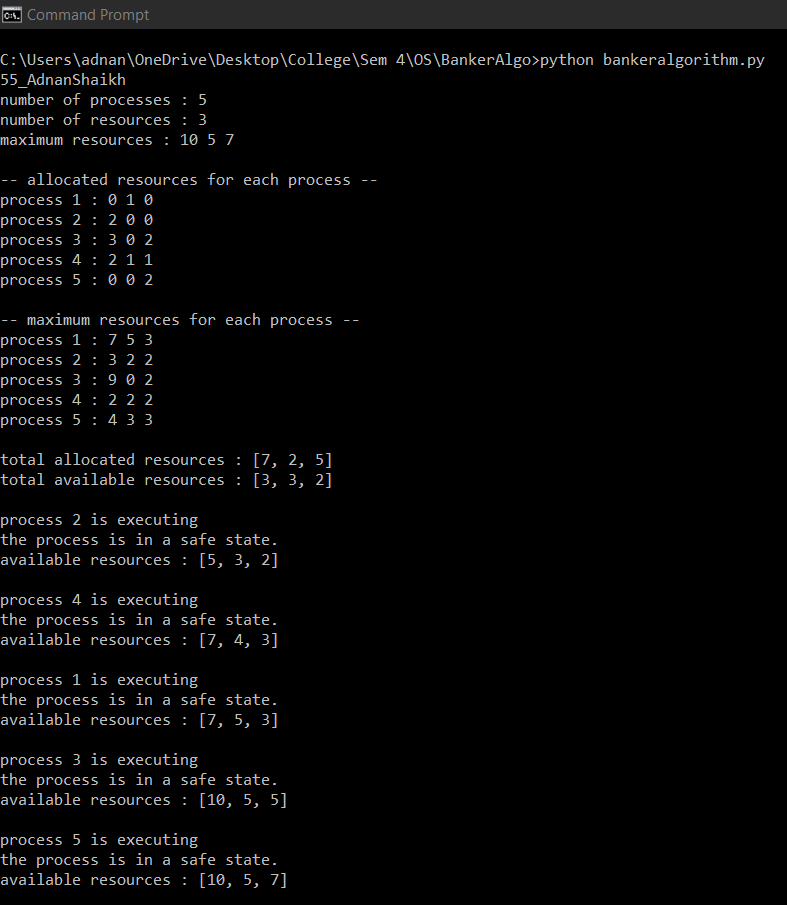 Command Prompt
C:\Users\adnan\OneDrive\Desktop\College\Sem 4\OS\BankerAlgo>python bankeralgorithm.py
55_AdnanShaikh
number of processes : 5
number of resources : 3
maximum resources : 10 5 7
-- allocated resources for each process --
process 1 : 0 1 0
process 2 : 2 0 0
process 3 : 3 0 2
process 4 : 2 1 1
process 5 : 0 0 2
-- maximum resources for each process --
process 1 : 7 5 3
process 2 : 3 2 2
process 3 : 9 0 2
process 4 : 2 2 2
process 5 : 4 3 3
total allocated resources : [7, 2, 5]
total available resources : [3, 3, 2]
process 2 is executing
the process is in a safe state.
available resources : [5, 3, 2]
process 4 is executing
the process is in a safe state.
available resources : [7, 4, 3]
process 1 is executing
the process is in a safe state.
available resources : [7, 5, 3]
process 3 is executing
the process is in a safe state.
available resources : [10, 5, 5]
process 5 is executing
the process is in a safe state.
available resources : [10, 5, 7]